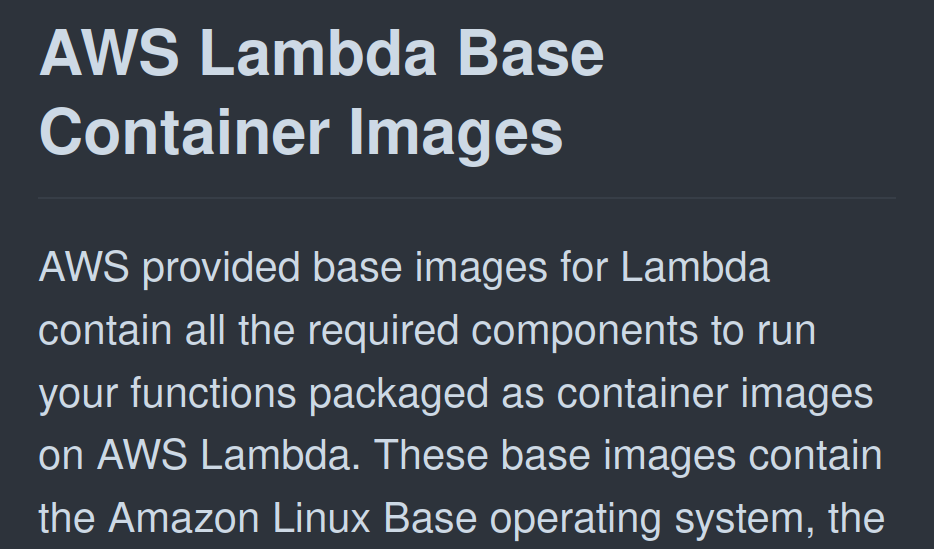 AWS Lambda Base
Container Images
AWS provided base images for Lambda
contain all the required components to run
your functions packaged as container images
on AWS Lambda. These base images contain
the Amazon Linux Base operating system, the